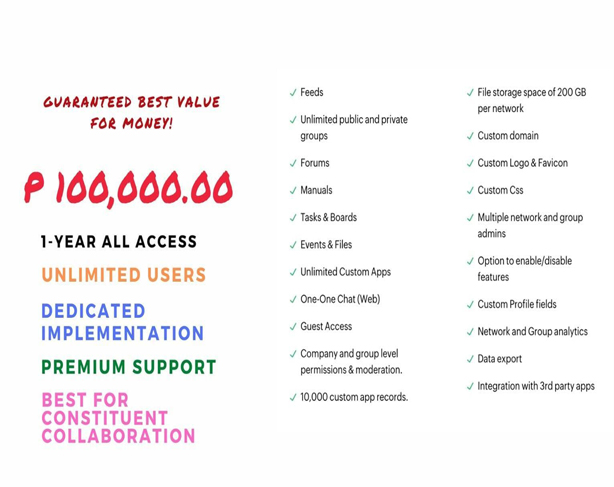 GUARANTEED BEST VALUE
FOR MONEY!
P 100,000.00
1-YEAR ALL ACCESS
UNLIMITED USERS
DEDICATED
IMPLEMENTATION
PREMIUM SUPPORT
BEST FOR
CONSTITUENT
COLLABORATION
✓ Feeds
✓ Unlimited public and private
groups
✓ Forums
✓ Manuals
✓ Tasks & Boards
✓ Events & Files
✓ Unlimited Custom Apps
✓ One-One Chat (Web)
✓ Guest Access
✓ Company and group level
permissions & moderation.
✓ 10,000 custom app records.
✓ File storage space of 200 GB
per network
✓ Custom domain
✓ Custom Logo & Favicon
✓ Custom Css
✓ Multiple network and group
admins
✓ Option to enable/disable
features
✓ Custom Profile fields
✓ Network and Group analytics
✓ Data export
✓ Integration with 3rd party apps